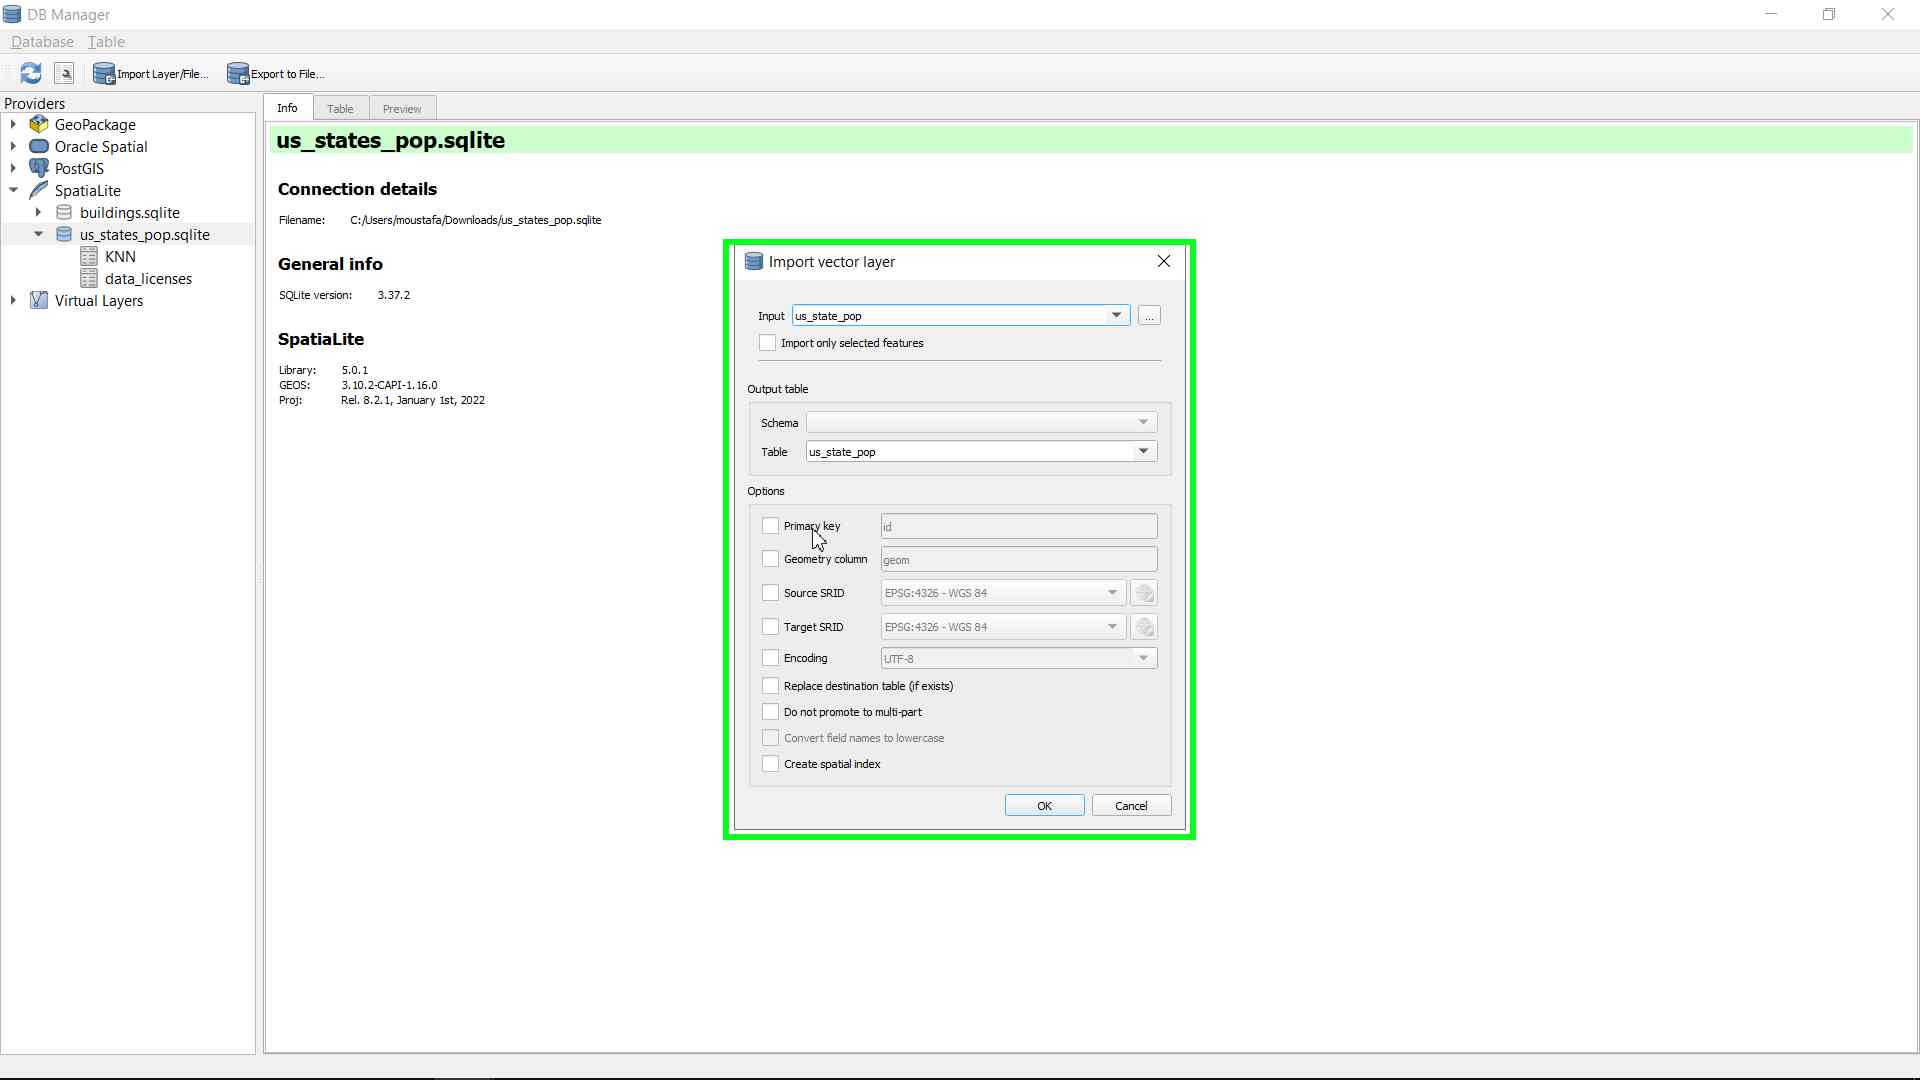 DB Manager
Database Table
Import Layer/File... Export to File...
Providers
GeoPackage
Oracle Spatial
PostGIS
SpatiaLite
buildings.sqlite
us_states_pop.sqlite
KNN
data_licenses
Virtual Layers
Info Table Preview
us_states_pop.sqlite
Connection details
Filename: C:/Users/moustafa/Downloads/us_states_pop.sqlite
General info
SQLite version: 3.37.2
SpatiaLite
Library: 5.0.1
GEOS: 3.10.2-CAPI-1.16.0
Proj: Rel. 8.2.1, January 1st, 2022
Import vector layer
Input us_state_pop ...
Import only selected features
Output table
Schema
Table us_state_pop
Options
Primary key id
Geometry column geom
Source SRID EPSG:4326 - WGS 84
Target SRID EPSG:4326 - WGS 84
Encoding UTF-8
Replace destination table (if exists)
Do not promote to multi-part
Convert field names to lowercase
Create spatial index
OK Cancel